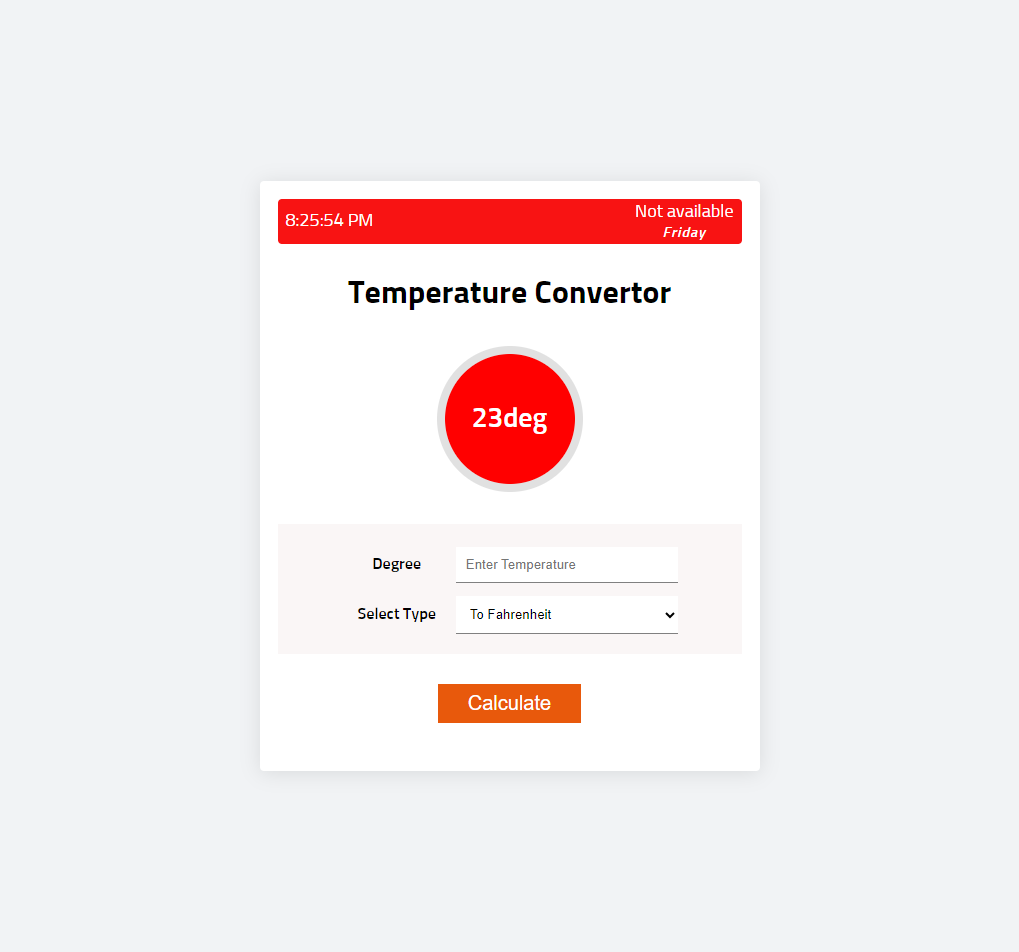 8:25:54 PM
Not available
Friday
Temperature Convertor
23deg
Degree
Enter Temperature
Select Type
To Fahrenheit
Calculate